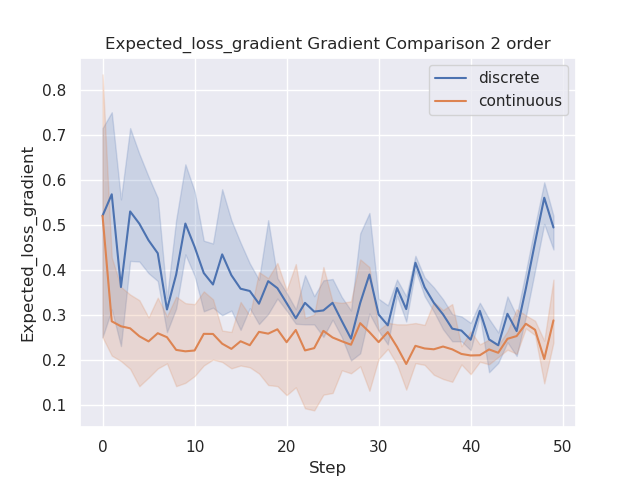 Expected_loss_gradient Gradient Comparison 2 order
discrete
continuous
Expected_loss_gradient
0.8
0.7
0.6
0.5
0.4
0.3
0.2
0.1
0
10
20
30
40
50
Step